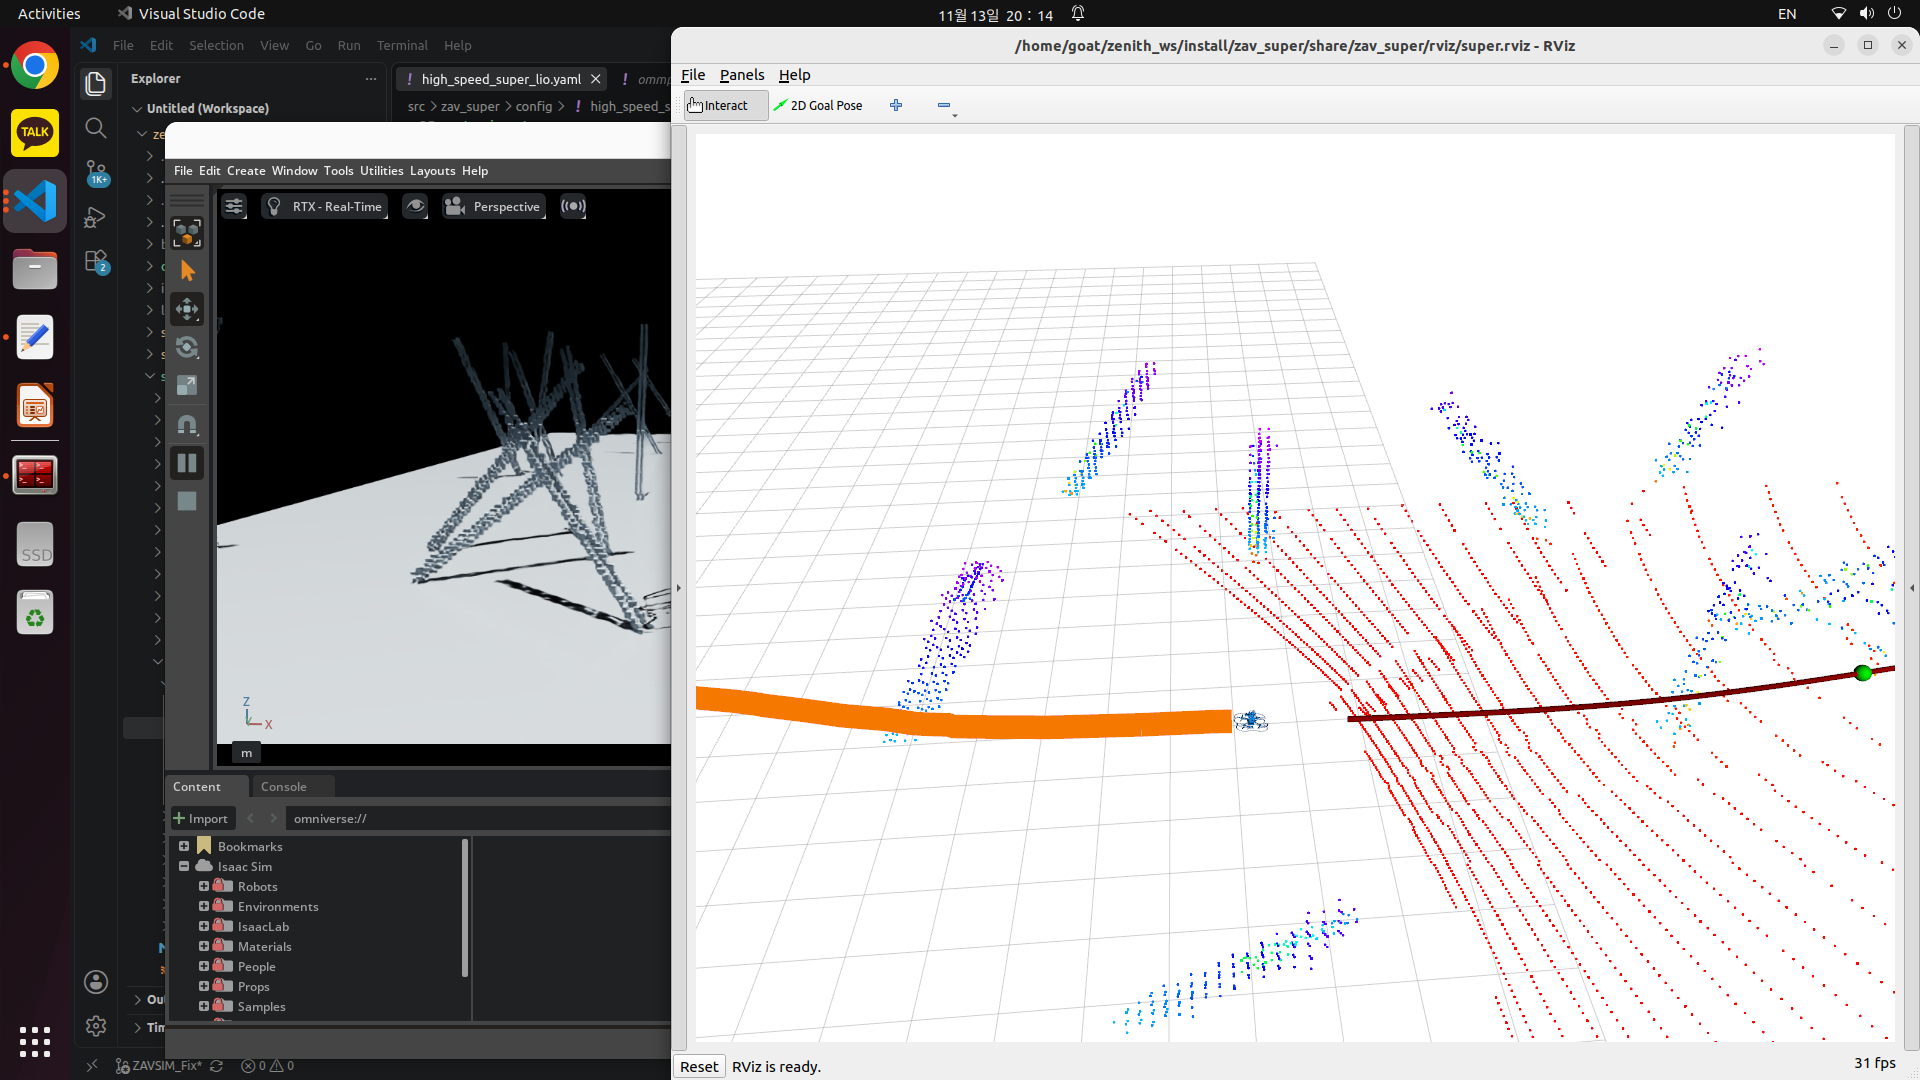 Activities
Visual Studio Code
11월 13일 20 : 14
EN
File Edit Selection View Go Run Terminal Help
/home/goat/zenith_ws/install/zav_super/share/zav_super/rviz/super.rviz - RViz
File Panels Help
Interact
2D Goal Pose
Explorer
high_speed_super_lio.yaml
src > zav_super > config > ! high_speed_s
Untitled (Workspace)
TALK
1K+
2
File Edit Create Window Tools Utilities Layouts Help
RTX - Real-Time
Perspective
SSD
Z
X
m
Content
Console
Import
omniverse://
Bookmarks
Isaac Sim
Robots
Environments
IsaacLab
Materials
People
Props
Samples
ZAVSIM_Fix*
0
0
Reset
RViz is ready.
31 fps